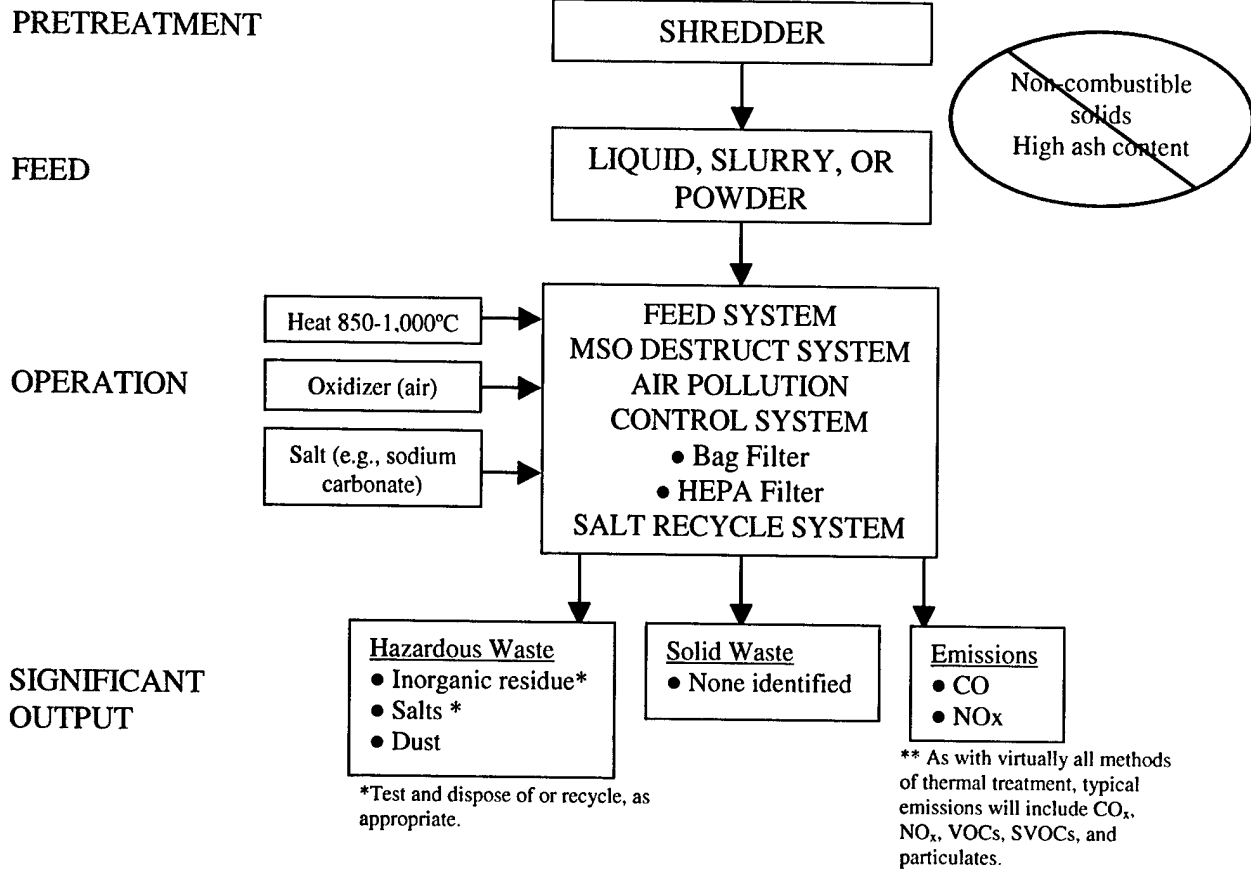 PRETREATMENT
SHREDDER
Non-combustible
solids
High ash content
FEED
LIQUID, SLURRY, OR
POWDER
OPERATION
Heat 850-1,000ºC
Oxidizer (air)
Salt (e.g., sodium
carbonate)
FEED SYSTEM
MSO DESTRUCT SYSTEM
AIR POLLUTION
CONTROL SYSTEM
● Bag Filter
● HEPA Filter
SALT RECYCLE SYSTEM
SIGNIFICANT
OUTPUT
Hazardous Waste
● Inorganic residue*
● Salts *
● Dust
*Test and dispose of or recycle, as
appropriate.
Solid Waste
● None identified
Emissions
● CO
● NOx
** As with virtually all methods
of thermal treatment, typical
emissions will include COₓ,
NOₓ, VOCs, SVOCs, and
particulates.